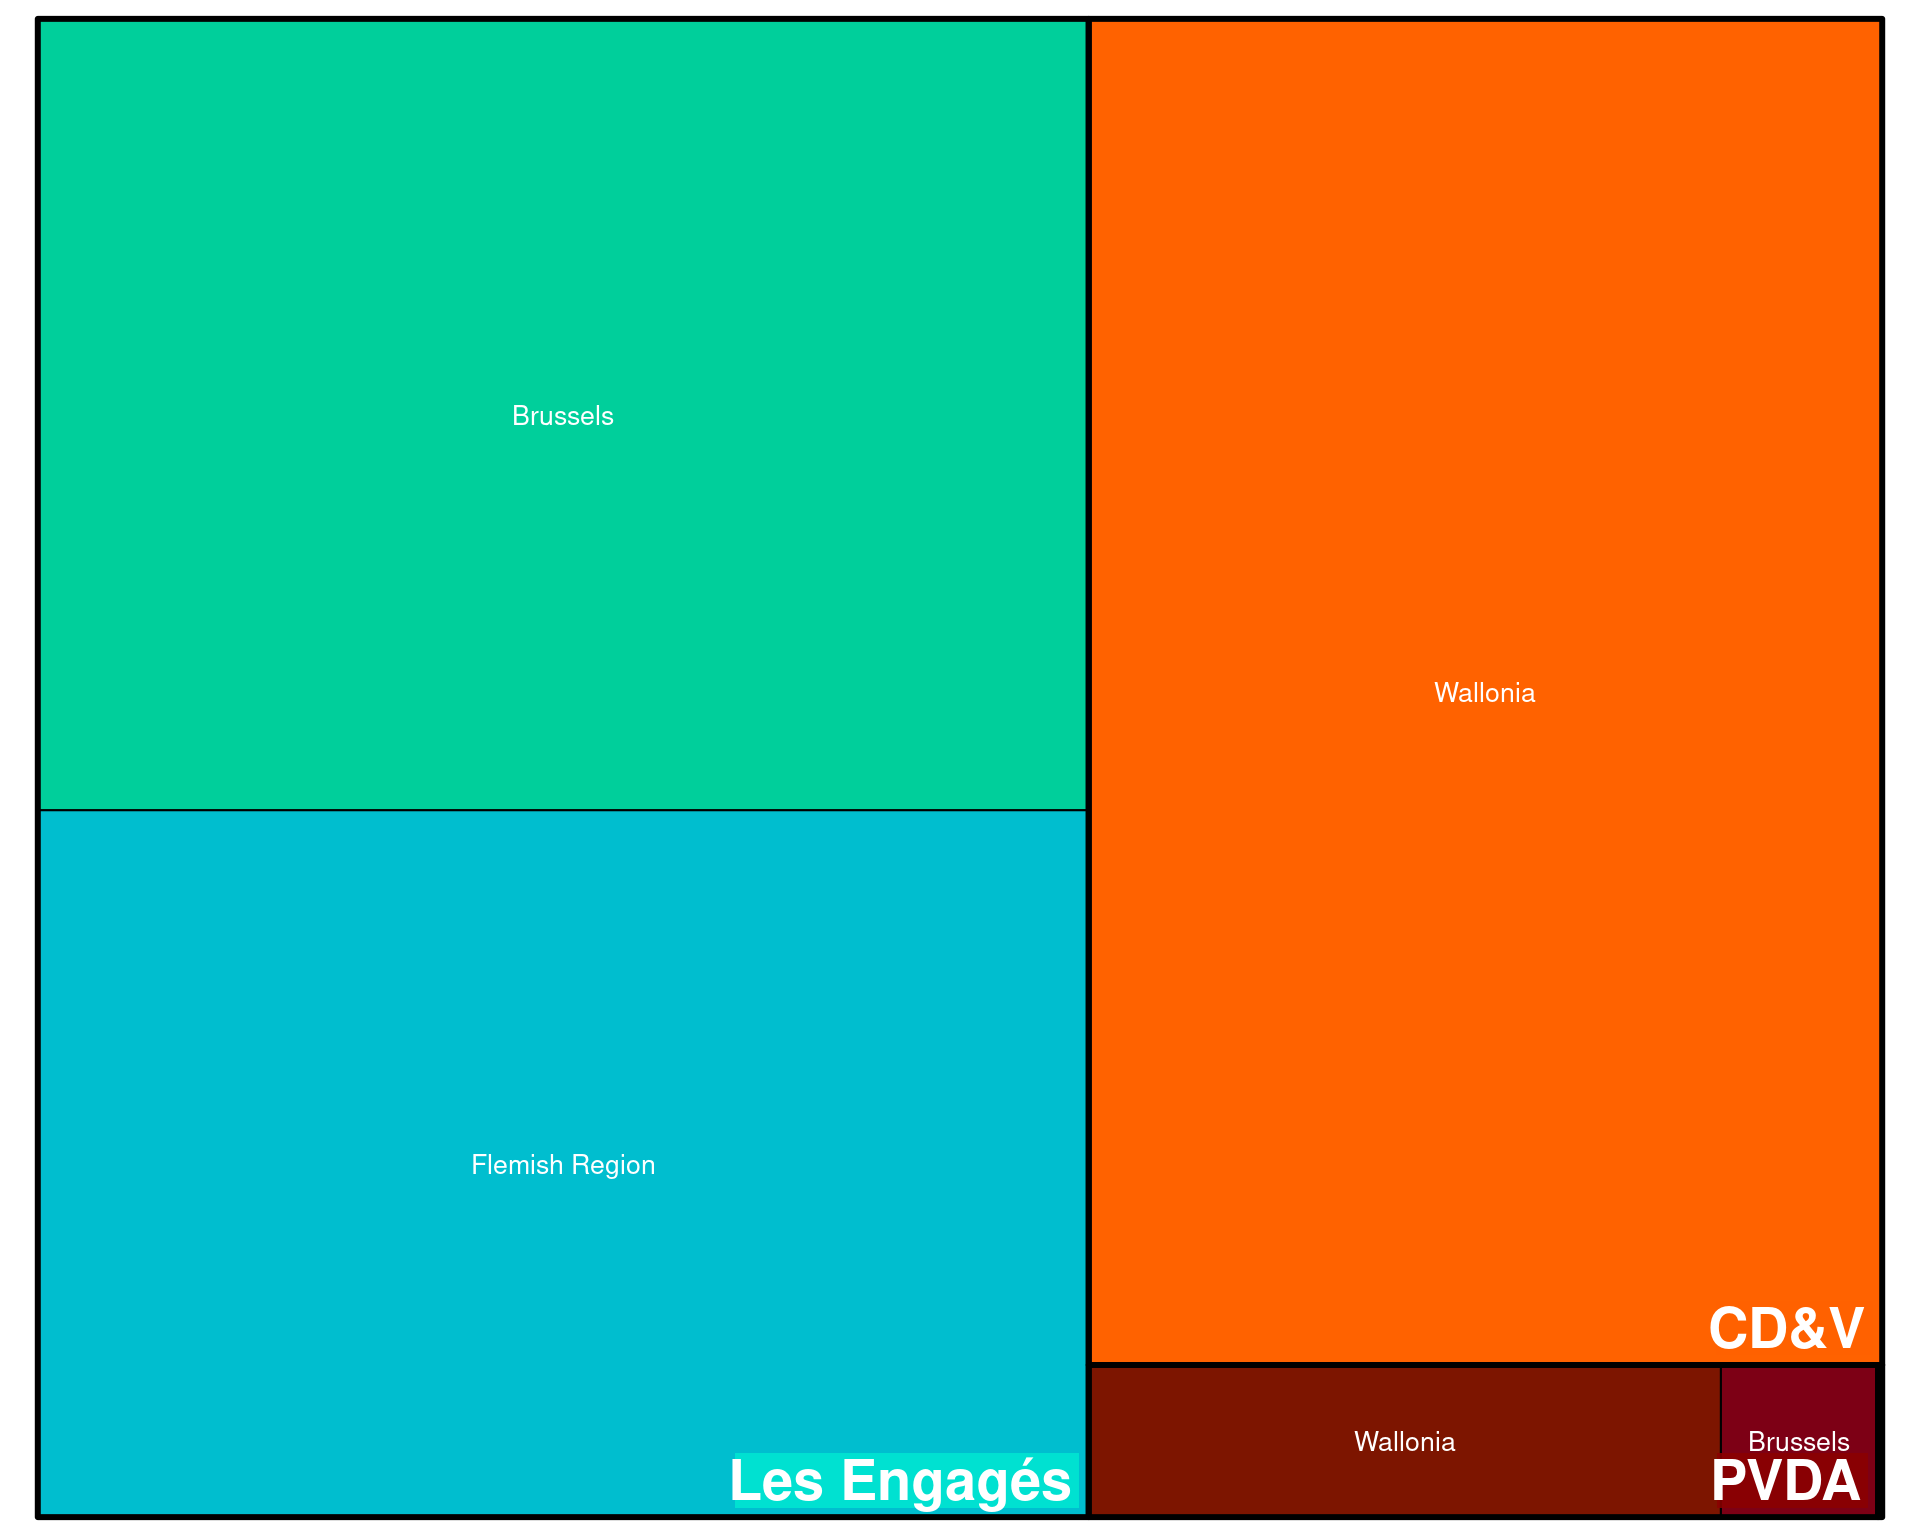 Brussels
Flemish Region
Les Engagés
Wallonia
CD&V
Wallonia
Brussels
PVDA